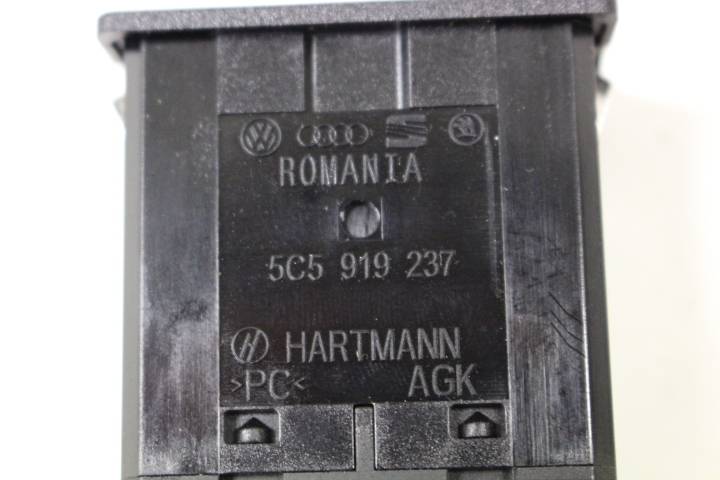 ROMANIA
5C5 919 237
HARTMANN
>PC< AGK